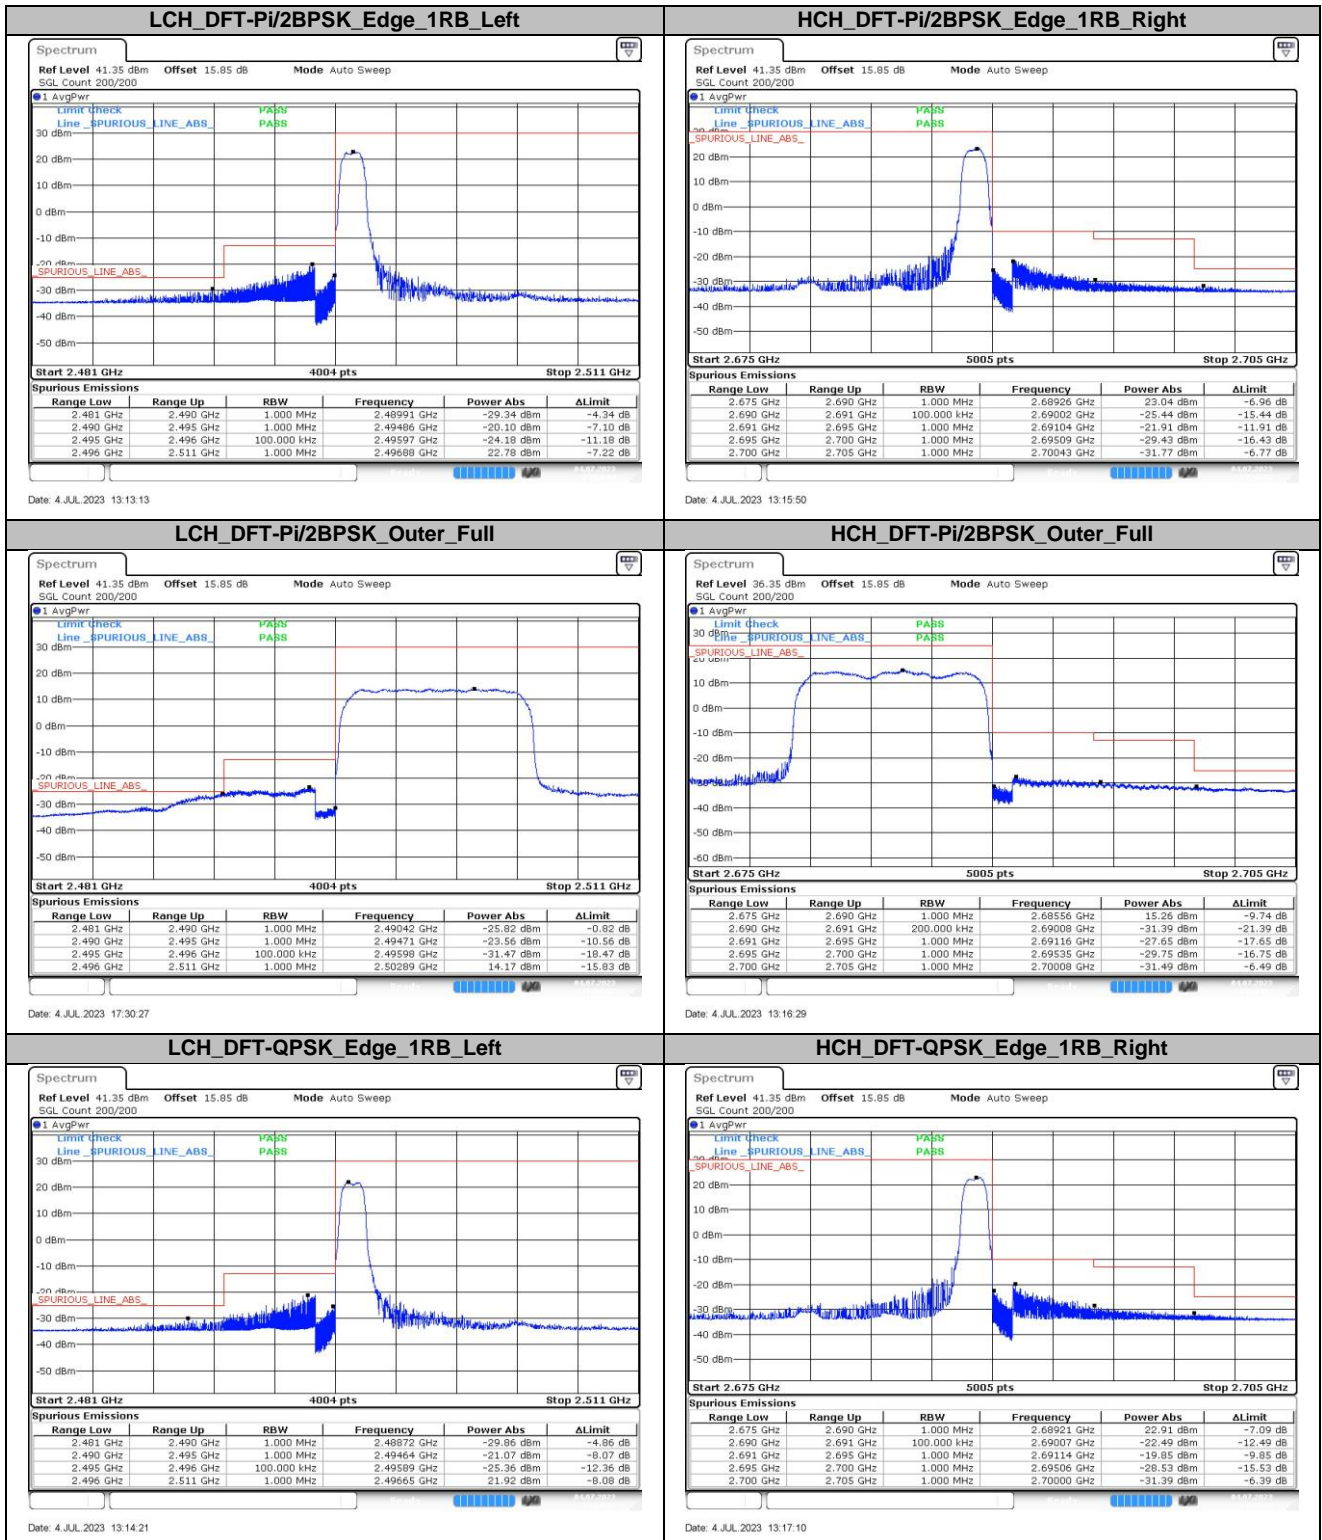 LCH_DFT-Pi/2BPSK_Edge_1RB_Left
Spectrum
Ref Level 41.35 dBm Offset 15.85 dB Mode Auto Sweep
SGL Count 200/200
1 AvgPwr
Limit Check PASS
Line _SPURIOUS_LINE_ABS_ PASS
30 dBm
20 dBm
10 dBm
0 dBm
-10 dBm
-20 dBm
_SPURIOUS_LINE_ABS_
-30 dBm
-40 dBm
-50 dBm
Start 2.481 GHz 4004 pts Stop 2.511 GHz
Spurious Emissions
Range Low Range Up RBW Frequency Power Abs ΔLimit
2.481 GHz 2.490 GHz 1.000 MHz 2.48991 GHz -29.34 dBm -4.34 dB
2.490 GHz 2.495 GHz 1.000 MHz 2.49486 GHz -20.10 dBm -7.10 dB
2.495 GHz 2.496 GHz 100.000 kHz 2.49597 GHz -24.18 dBm -11.18 dB
2.496 GHz 2.511 GHz 1.000 MHz 2.49688 GHz 22.78 dBm -7.22 dB
Date: 4.JUL.2023 13:13:13
HCH_DFT-Pi/2BPSK_Edge_1RB_Right
Spectrum
Ref Level 41.35 dBm Offset 15.85 dB Mode Auto Sweep
SGL Count 200/200
1 AvgPwr
Limit Check PASS
Line _SPURIOUS_LINE_ABS_ PASS
30 dBm
_SPURIOUS_LINE_ABS_
20 dBm
10 dBm
0 dBm
-10 dBm
-20 dBm
-30 dBm
-40 dBm
-50 dBm
Start 2.675 GHz 5005 pts Stop 2.705 GHz
Spurious Emissions
Range Low Range Up RBW Frequency Power Abs ΔLimit
2.675 GHz 2.690 GHz 1.000 MHz 2.68926 GHz 23.04 dBm -6.96 dB
2.690 GHz 2.691 GHz 100.000 kHz 2.69002 GHz -25.44 dBm -15.44 dB
2.691 GHz 2.695 GHz 1.000 MHz 2.69104 GHz -21.91 dBm -11.91 dB
2.695 GHz 2.700 GHz 1.000 MHz 2.69509 GHz -29.43 dBm -16.43 dB
2.700 GHz 2.705 GHz 1.000 MHz 2.70043 GHz -31.77 dBm -6.77 dB
Date: 4.JUL.2023 13:15:50
LCH_DFT-Pi/2BPSK_Outer_Full
Spectrum
Ref Level 41.35 dBm Offset 15.85 dB Mode Auto Sweep
SGL Count 200/200
1 AvgPwr
Limit Check PASS
Line _SPURIOUS_LINE_ABS_ PASS
30 dBm
20 dBm
10 dBm
0 dBm
-10 dBm
-20 dBm
_SPURIOUS_LINE_ABS_
-30 dBm
-40 dBm
-50 dBm
Start 2.481 GHz 4004 pts Stop 2.511 GHz
Spurious Emissions
Range Low Range Up RBW Frequency Power Abs ΔLimit
2.481 GHz 2.490 GHz 1.000 MHz 2.49042 GHz -25.82 dBm -0.82 dB
2.490 GHz 2.495 GHz 1.000 MHz 2.49471 GHz -23.56 dBm -10.56 dB
2.495 GHz 2.496 GHz 100.000 kHz 2.49598 GHz -31.47 dBm -18.47 dB
2.496 GHz 2.511 GHz 1.000 MHz 2.50289 GHz 14.17 dBm -15.83 dB
Date: 4.JUL.2023 17:30:27
HCH_DFT-Pi/2BPSK_Outer_Full
Spectrum
Ref Level 36.35 dBm Offset 15.85 dB Mode Auto Sweep
SGL Count 200/200
1 AvgPwr
Limit Check PASS
30 dBm
Line _SPURIOUS_LINE_ABS_ PASS
_SPURIOUS_LINE_ABS_
20 dBm
10 dBm
0 dBm
-10 dBm
-20 dBm
-30 dBm
-40 dBm
-50 dBm
-60 dBm
Start 2.675 GHz 5005 pts Stop 2.705 GHz
Spurious Emissions
Range Low Range Up RBW Frequency Power Abs ΔLimit
2.675 GHz 2.690 GHz 1.000 MHz 2.68556 GHz 15.26 dBm -9.74 dB
2.690 GHz 2.691 GHz 200.000 kHz 2.69008 GHz -31.39 dBm -21.39 dB
2.691 GHz 2.695 GHz 1.000 MHz 2.69116 GHz -27.65 dBm -17.65 dB
2.695 GHz 2.700 GHz 1.000 MHz 2.69535 GHz -29.75 dBm -16.75 dB
2.700 GHz 2.705 GHz 1.000 MHz 2.70008 GHz -31.49 dBm -6.49 dB
Date: 4.JUL.2023 13:16:29
LCH_DFT-QPSK_Edge_1RB_Left
Spectrum
Ref Level 41.35 dBm Offset 15.85 dB Mode Auto Sweep
SGL Count 200/200
1 AvgPwr
Limit Check PASS
Line _SPURIOUS_LINE_ABS_ PASS
30 dBm
20 dBm
10 dBm
0 dBm
-10 dBm
-20 dBm
_SPURIOUS_LINE_ABS_
-30 dBm
-40 dBm
-50 dBm
Start 2.481 GHz 4004 pts Stop 2.511 GHz
Spurious Emissions
Range Low Range Up RBW Frequency Power Abs ΔLimit
2.481 GHz 2.490 GHz 1.000 MHz 2.48872 GHz -29.86 dBm -4.86 dB
2.490 GHz 2.495 GHz 1.000 MHz 2.49464 GHz -21.07 dBm -8.07 dB
2.495 GHz 2.496 GHz 100.000 kHz 2.49589 GHz -25.36 dBm -12.36 dB
2.496 GHz 2.511 GHz 1.000 MHz 2.49665 GHz 21.92 dBm -8.08 dB
Date: 4.JUL.2023 13:14:21
HCH_DFT-QPSK_Edge_1RB_Right
Spectrum
Ref Level 41.35 dBm Offset 15.85 dB Mode Auto Sweep
SGL Count 200/200
1 AvgPwr
Limit Check PASS
Line _SPURIOUS_LINE_ABS_ PASS
30 dBm
_SPURIOUS_LINE_ABS_
20 dBm
10 dBm
0 dBm
-10 dBm
-20 dBm
-30 dBm
-40 dBm
-50 dBm
Start 2.675 GHz 5005 pts Stop 2.705 GHz
Spurious Emissions
Range Low Range Up RBW Frequency Power Abs ΔLimit
2.675 GHz 2.690 GHz 1.000 MHz 2.68921 GHz 22.91 dBm -7.09 dB
2.690 GHz 2.691 GHz 100.000 kHz 2.69007 GHz -22.49 dBm -12.49 dB
2.691 GHz 2.695 GHz 1.000 MHz 2.69114 GHz -19.85 dBm -9.85 dB
2.695 GHz 2.700 GHz 1.000 MHz 2.69506 GHz -28.53 dBm -15.53 dB
2.700 GHz 2.705 GHz 1.000 MHz 2.70000 GHz -31.39 dBm -6.39 dB
Date: 4.JUL.2023 13:17:10